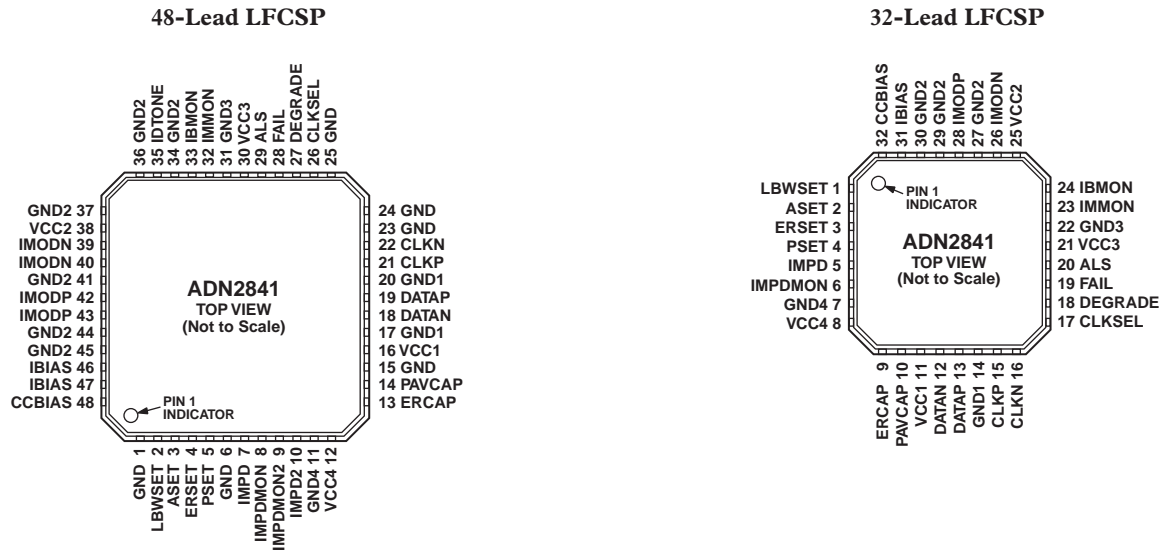 48-Lead LFCSP
36 GND2
35 IDTONE
34 GND2
33 IBMON
32 IMMON
31 GND3
30 VCC3
29 ALS
28 FAIL
27 DEGRADE
26 CLKSEL
25 GND
GND2 37
VCC2 38
IMODN 39
IMODN 40
GND2 41
IMODP 42
IMODP 43
GND2 44
GND2 45
IBIAS 46
IBIAS 47
CCBIAS 48
ADN2841
TOP VIEW
(Not to Scale)
PIN 1
INDICATOR
24 GND
23 GND
22 CLKN
21 CLKP
20 GND1
19 DATAP
18 DATAN
17 GND1
16 VCC1
15 GND
14 PAVCAP
13 ERCAP
GND 1
LBWSET 2
ASET 3
ERSET 4
PSET 5
GND 6
IMPD 7
IMPDMON 8
IMPDMON2 9
IMPD2 10
GND4 11
VCC4 12
32-Lead LFCSP
32 CCBIAS
31 IBIAS
30 GND2
29 GND2
28 IMODP
27 GND2
26 IMODN
25 VCC2
LBWSET 1
ASET 2
ERSET 3
PSET 4
IMPD 5
IMPDMON 6
GND4 7
VCC4 8
PIN 1
INDICATOR
ADN2841
TOP VIEW
(Not to Scale)
24 IBMON
23 IMMON
22 GND3
21 VCC3
20 ALS
19 FAIL
18 DEGRADE
17 CLKSEL
ERCAP 9
PAVCAP 10
VCC1 11
DATAN 12
DATAP 13
GND1 14
CLKP 15
CLKN 16